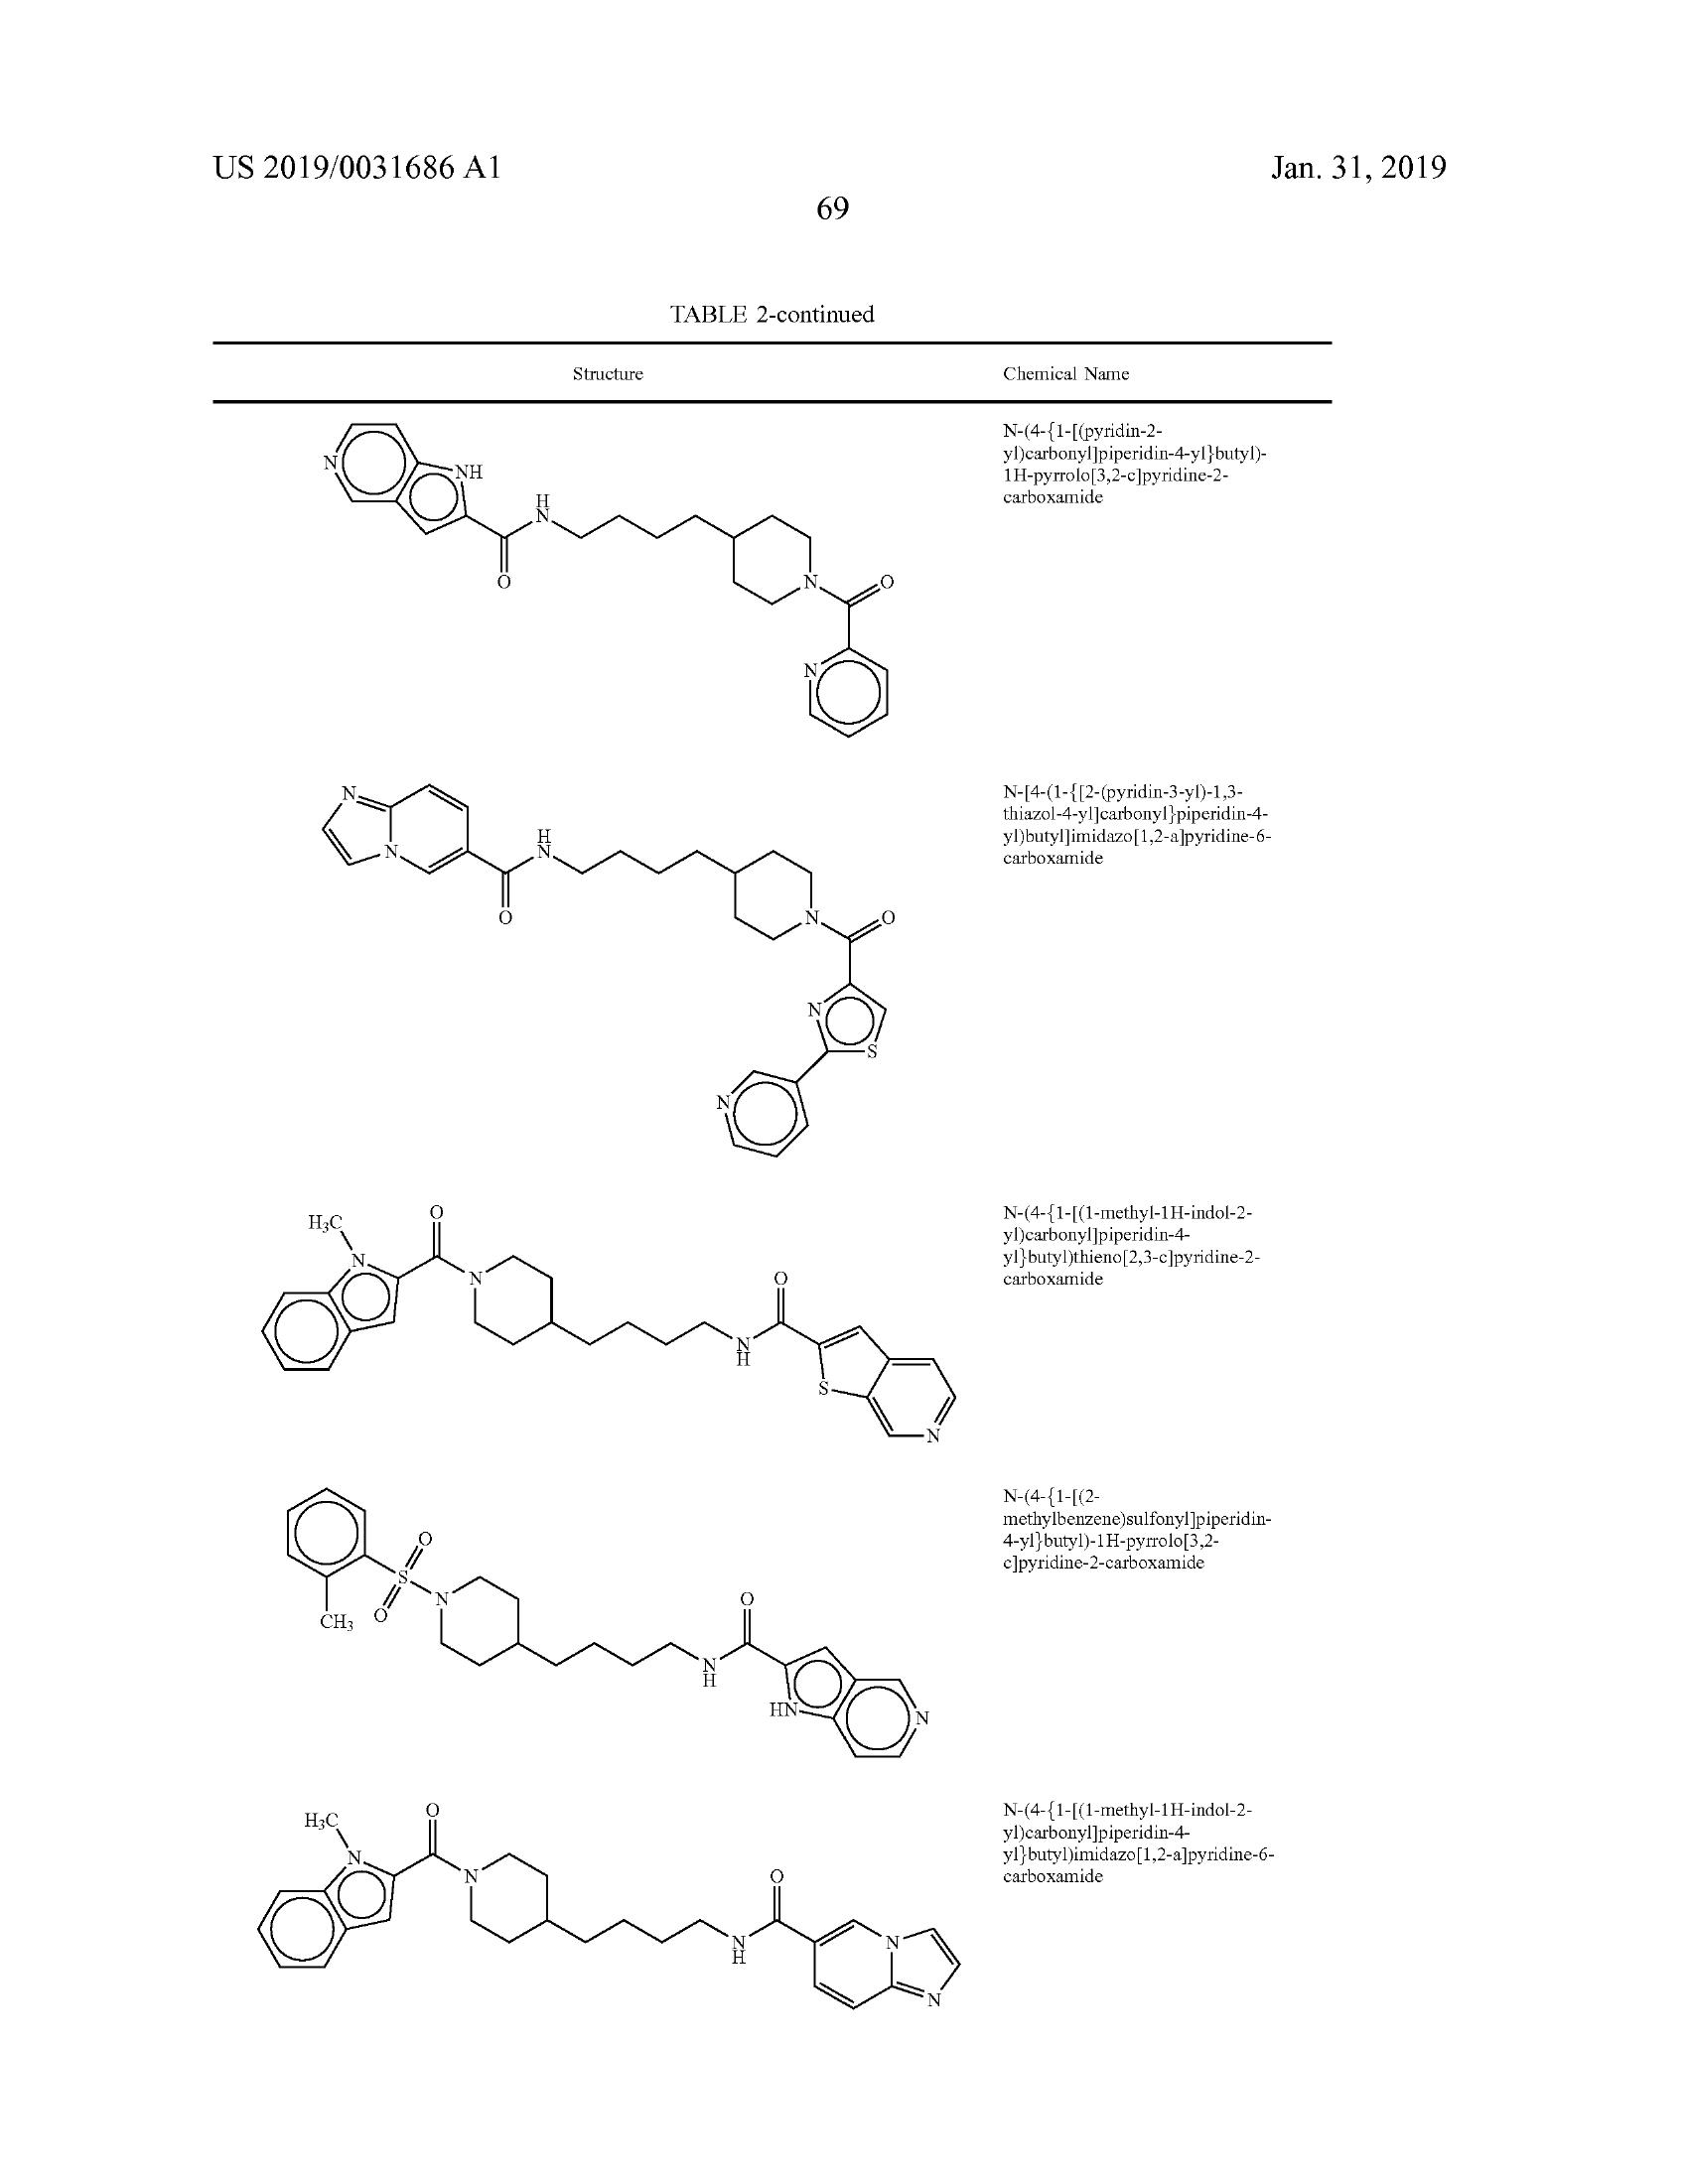 US 2019/0031686 A1
Jan. 31, 2019
69
TABLE 2-continued
Structure
Chemical Name
N-(4-{1-[(pyridin-2-
yl)carbonyl]piperidin-4-yl}butyl)-
1H-pyrrolo[3,2-c]pyridine-2-
carboxamide
N
NH
H
N
O
N
O
N
N-[4-(1-{[2-(pyridin-3-yl)-1,3-
thiazol-4-yl]carbonyl}piperidin-4-
yl)butyl]imidazo[1,2-a]pyridine-6-
carboxamide
N
N
H
N
O
N
O
N
S
N
N-(4-{1-[(1-methyl-1H-indol-2-
yl)carbonyl]piperidin-4-
yl}butyl)thieno[2,3-c]pyridine-2-
carboxamide
H₃C
O
N
N
O
N
H
S
N
N-(4-{1-[(2-
methylbenzene)sulfonyl]piperidin-
4-yl}butyl)-1H-pyrrolo[3,2-
c]pyridine-2-carboxamide
O
S
O
N
CH₃
O
N
H
HN
N
N-(4-{1-[(1-methyl-1H-indol-2-
yl)carbonyl]piperidin-4-
yl}butyl)imidazo[1,2-a]pyridine-6-
carboxamide
H₃C
O
N
N
O
N
H
N
N